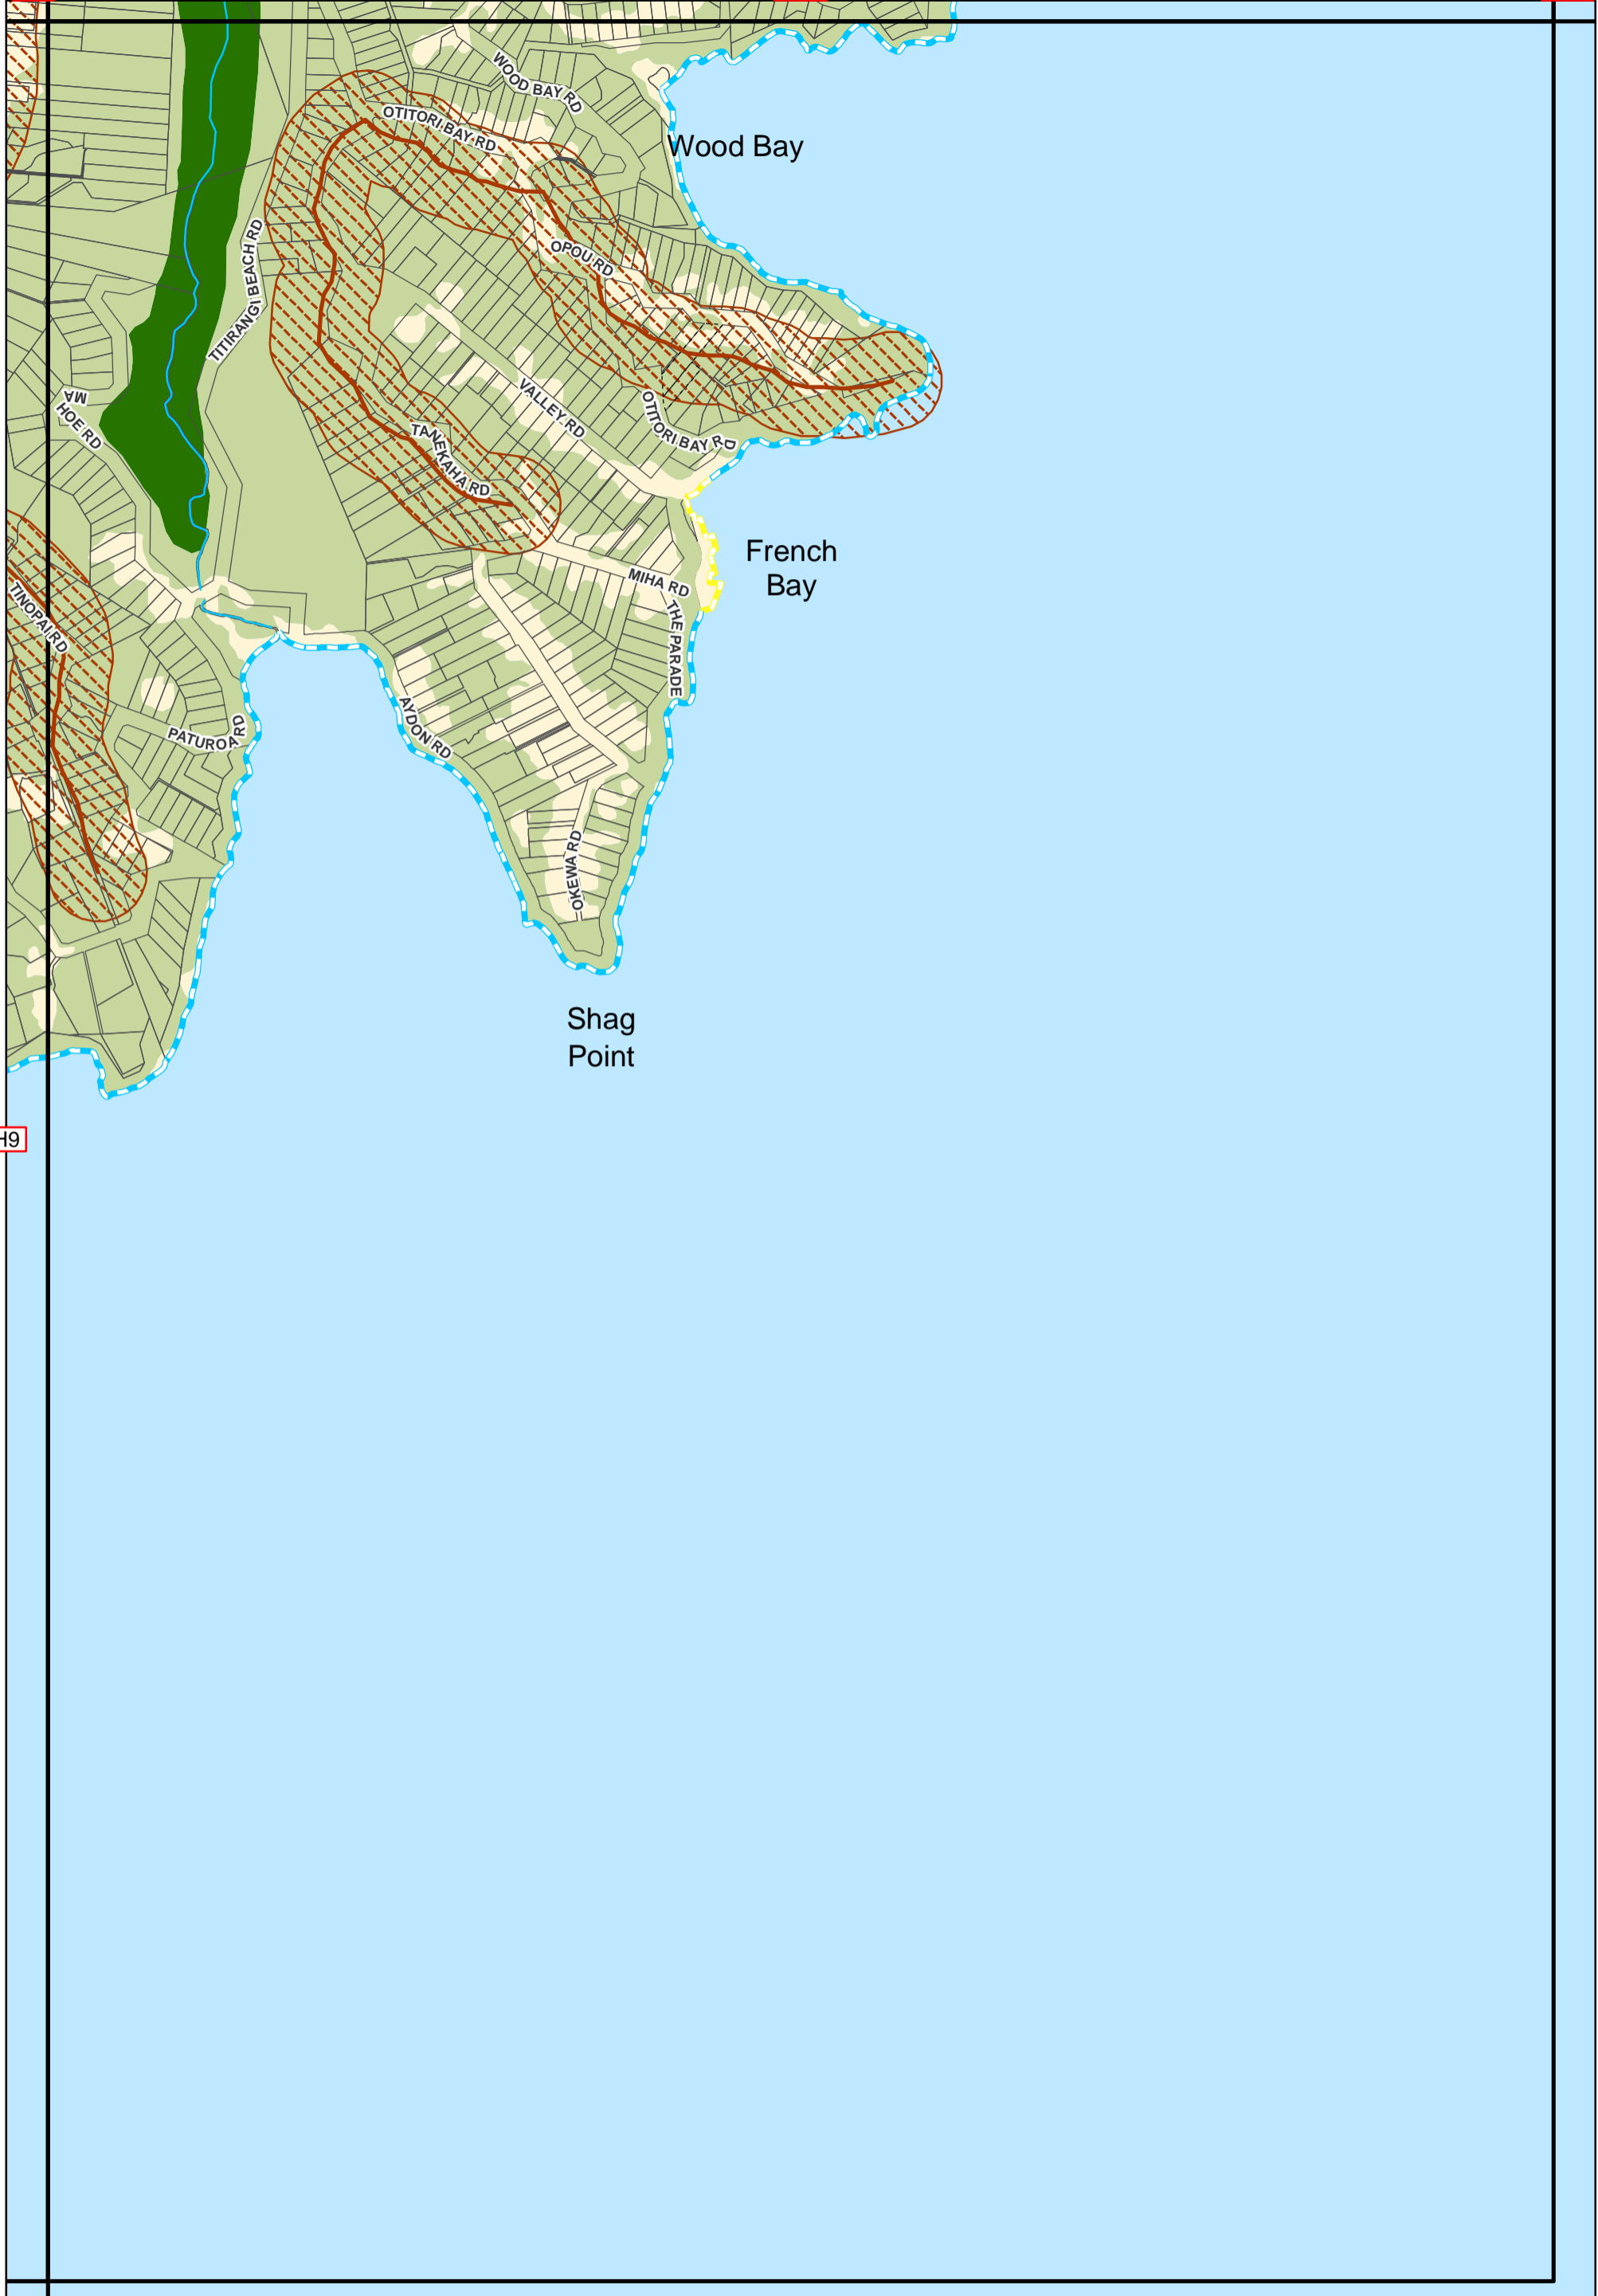 WOOD BAY RD
OTITORI BAY RD
Wood Bay
TITIRANGI BEACH RD
OPOU RD
MA
HOE RD
VALLEY RD
OTITORI BAY RD
TANEKAHA RD
French
Bay
TINOPAI RD
MIHA RD
THE PARADE
PATUROA RD
AYDON RD
OKEWA RD
Shag
Point
H9